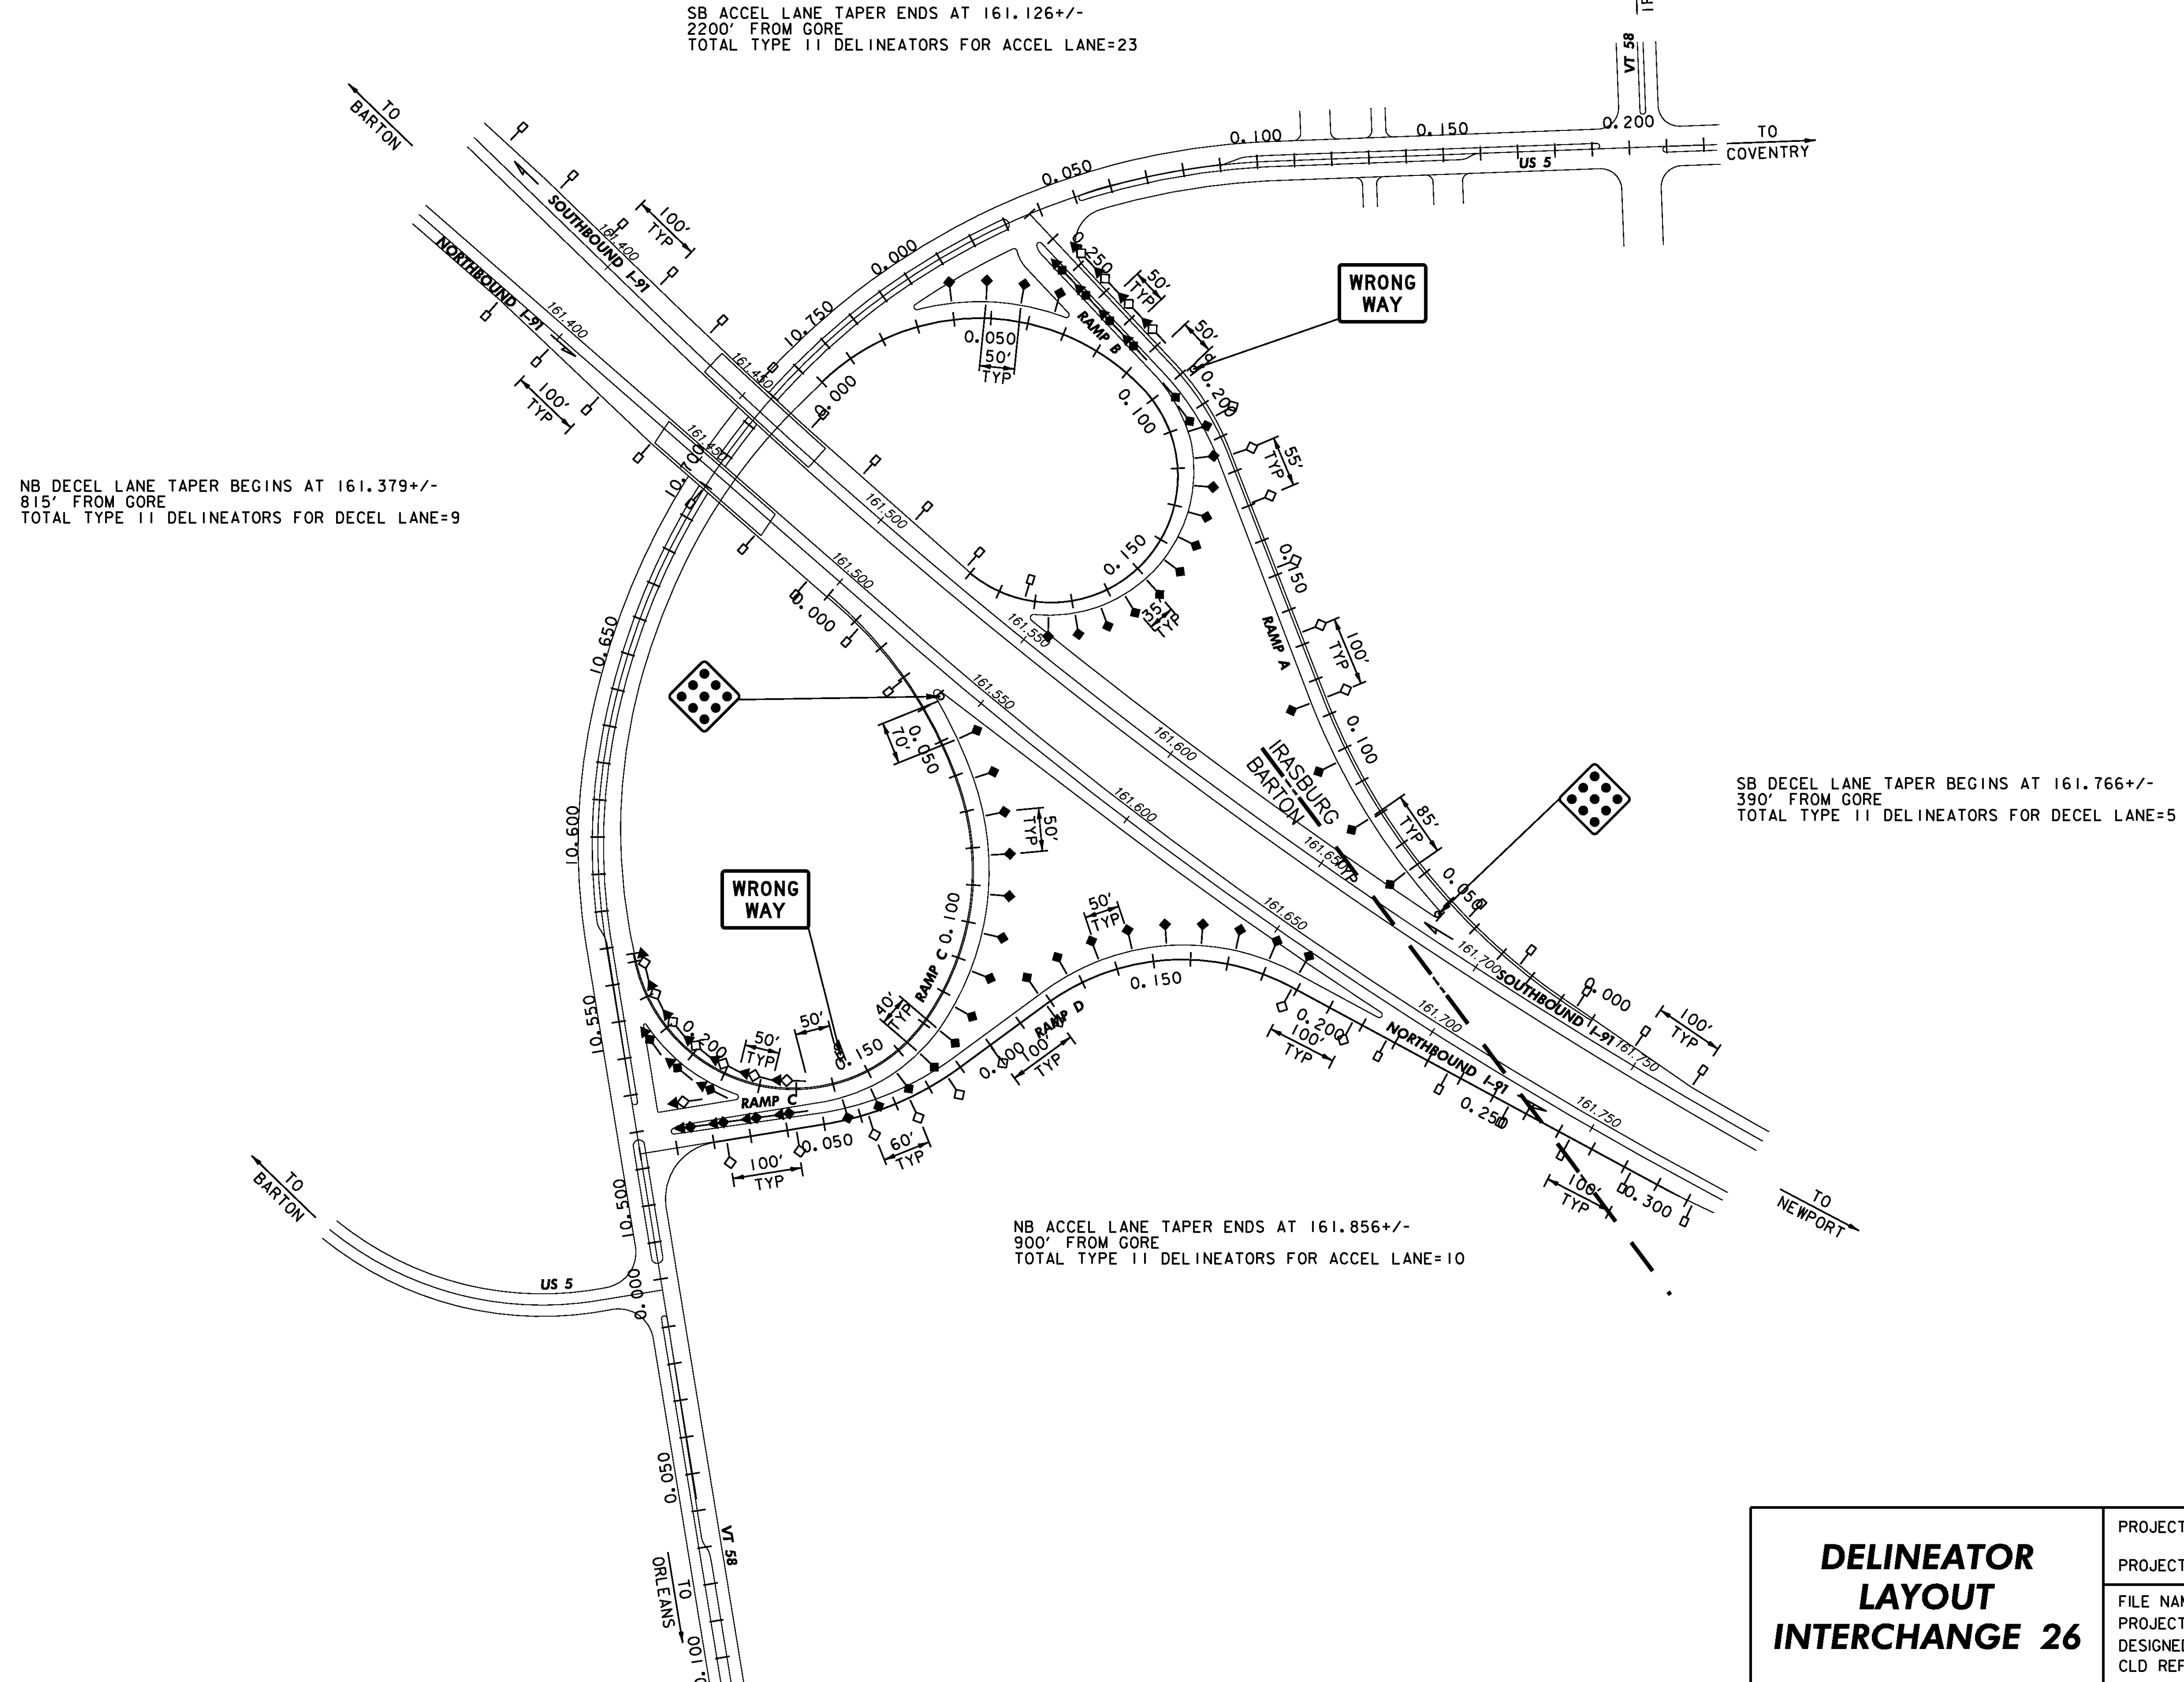 SB ACCEL LANE TAPER ENDS AT 161.126+/-
2200' FROM GORE
TOTAL TYPE II DELINEATORS FOR ACCEL LANE=23
VT 58
TO
BARTON
0.100
0.150
0.200
TO
COVENTRY
US 5
0.050
SOUTHBOUND I-91
161.400
100'
TYP
0.000
0.250
50'
TYP
WRONG
WAY
NORTHBOUND I-91
161.400
10.750
RAMP B
50'
0.050
50'
TYP
100'
TYP
161.450
0.000
0.100
0.200
161.450
10.700
55'
TYP
NB DECEL LANE TAPER BEGINS AT 161.379+/-
815' FROM GORE
TOTAL TYPE II DELINEATORS FOR DECEL LANE=9
161.500
161.500
0.150
0.150
0.000
35'
TYP
161.550
10.650
RAMP A
100'
TYP
161.550
70'
0.050
0.100
161.600
IRASBURG
BARTON
161.600
SB DECEL LANE TAPER BEGINS AT 161.766+/-
390' FROM GORE
TOTAL TYPE II DELINEATORS FOR DECEL LANE=5
85'
TYP
10.600
50'
TYP
161.650
TYP
0.050
WRONG
WAY
50'
TYP
161.650
0.100
RAMP C
161.700
SOUTHBOUND I-91
0.000
100'
TYP
0.150
10.550
40'
TYP
RAMP D
0.200
100'
TYP
161.700
NORTHBOUND I-91
161.750
0.200
50'
TYP
50'
0.150
0.100
100'
TYP
RAMP C
0.250
161.750
0.050
60'
TYP
100'
TYP
100'
TYP
0.300
TO
NEWPORT
TO
BARTON
10.500
NB ACCEL LANE TAPER ENDS AT 161.856+/-
900' FROM GORE
TOTAL TYPE II DELINEATORS FOR ACCEL LANE=10
US 5
0.000
0.050
VT 58
TO
ORLEANS
0.100
DELINEATOR
LAYOUT
INTERCHANGE 26
PROJECT
PROJECT
FILE NAM
PROJECT
DESIGNED
CLD REF